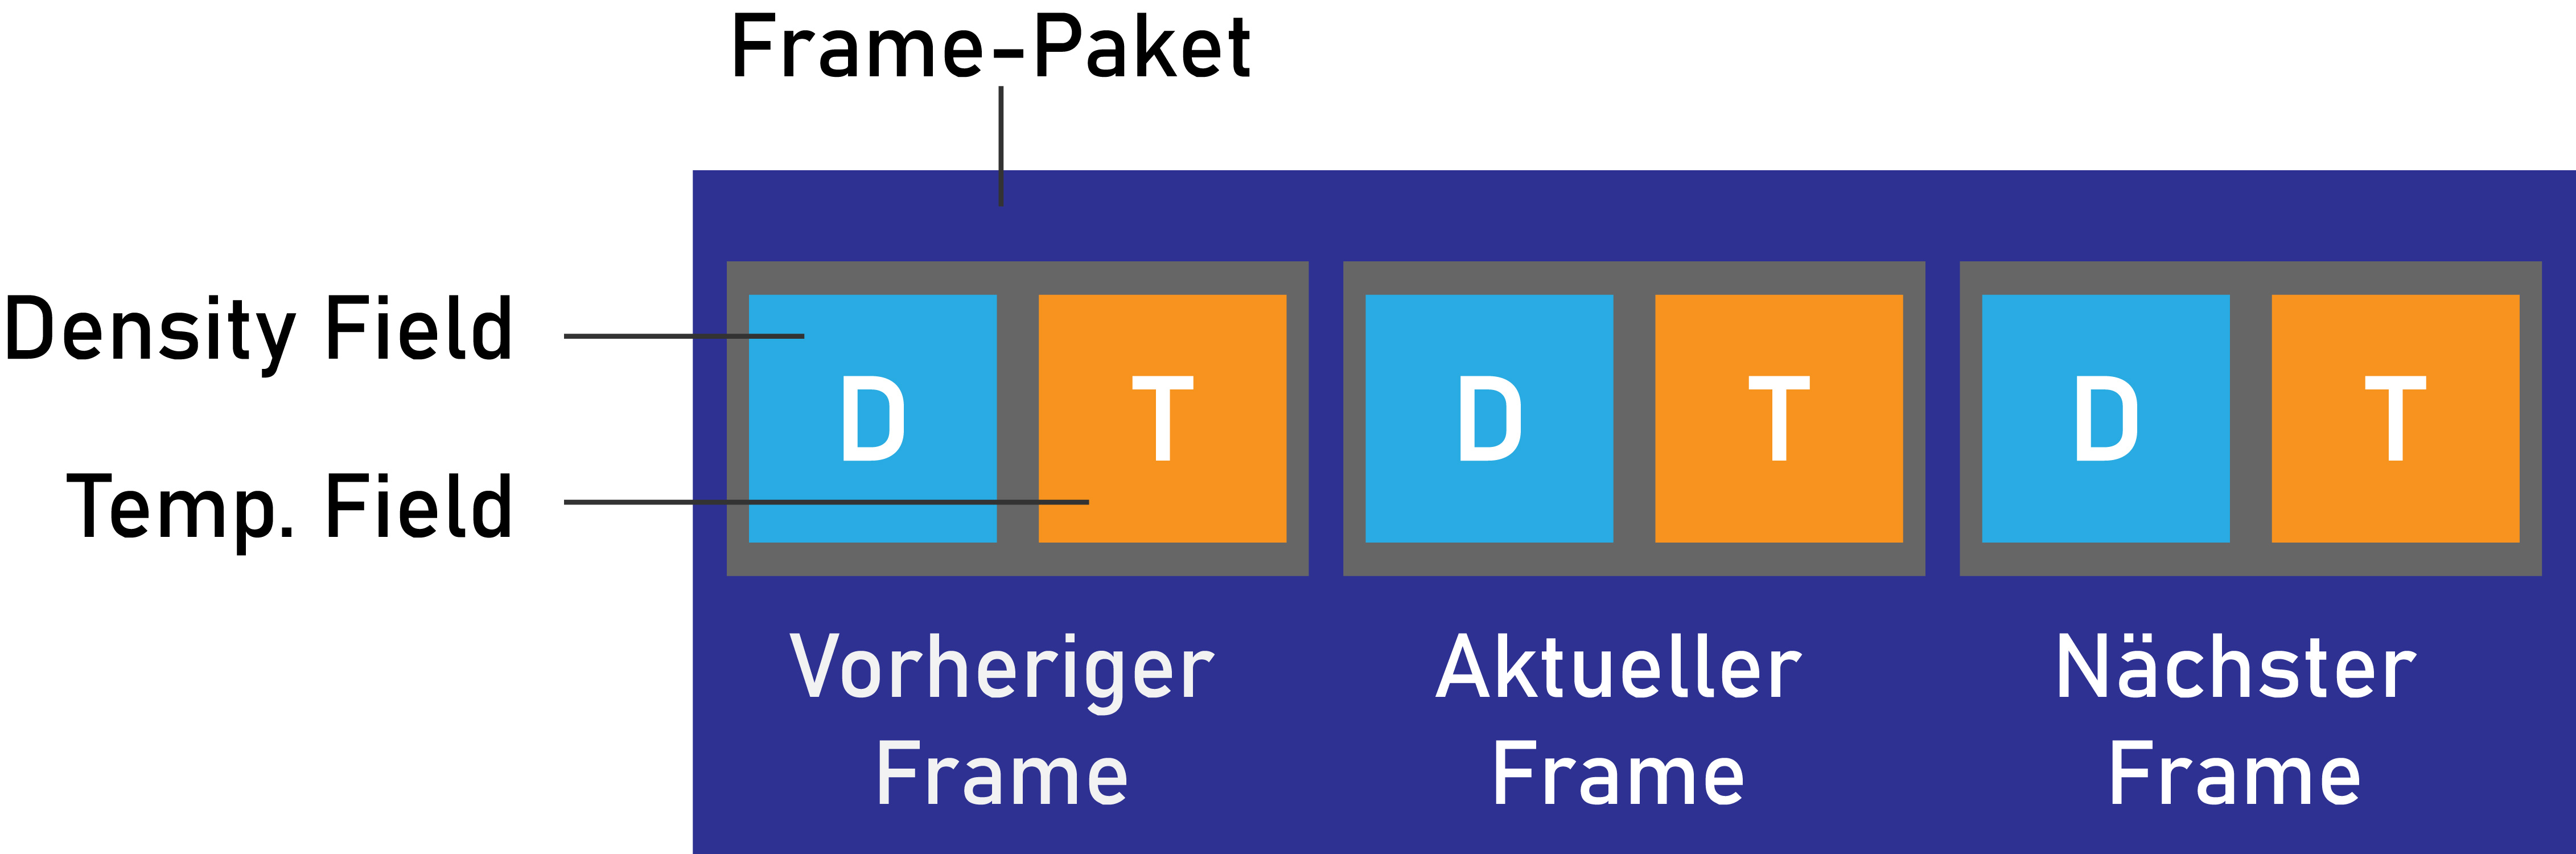 Frame-Paket
Density Field
Temp. Field
D T D T D T
Vorheriger Frame
Aktueller Frame
Nächster Frame